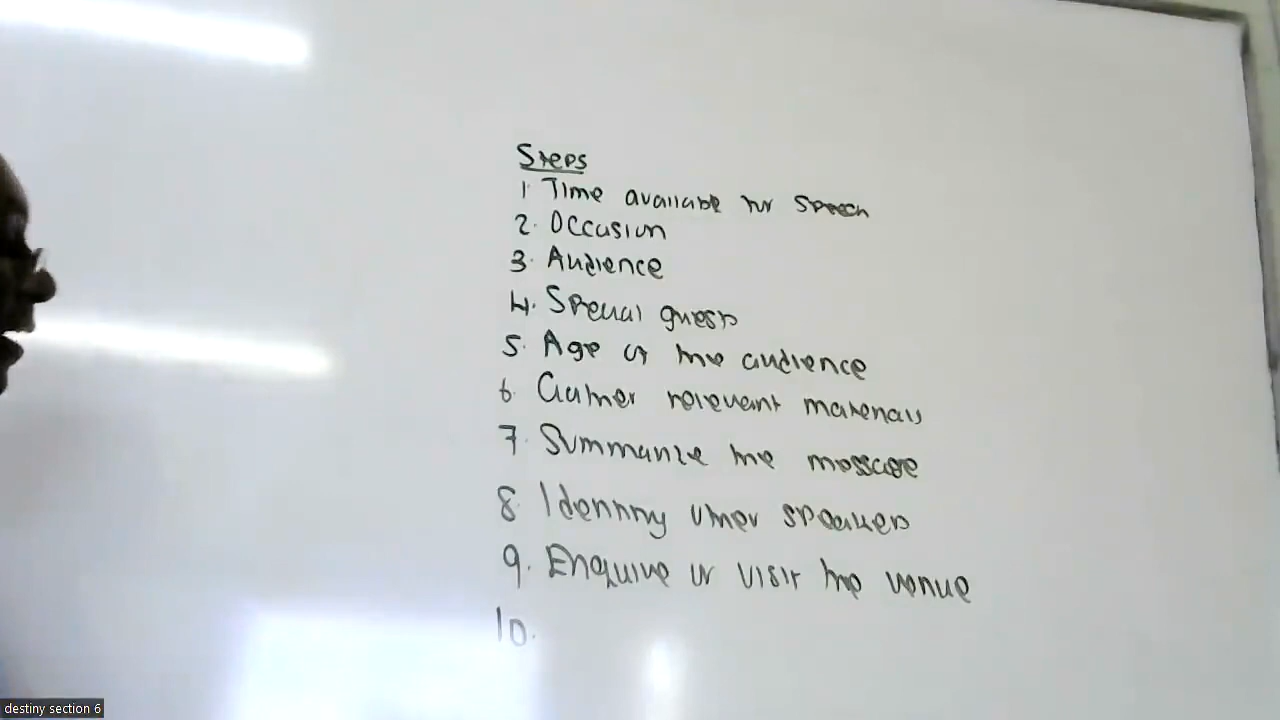 Steps
1. Time available for speech
2. Occasion
3. Audience
4. Special guests
5. Age of the audience
6. Gather relevant materials
7. Summarize the message
8. Identify other speakers
9. Enquire or visit the venue
10.
destiny section 6